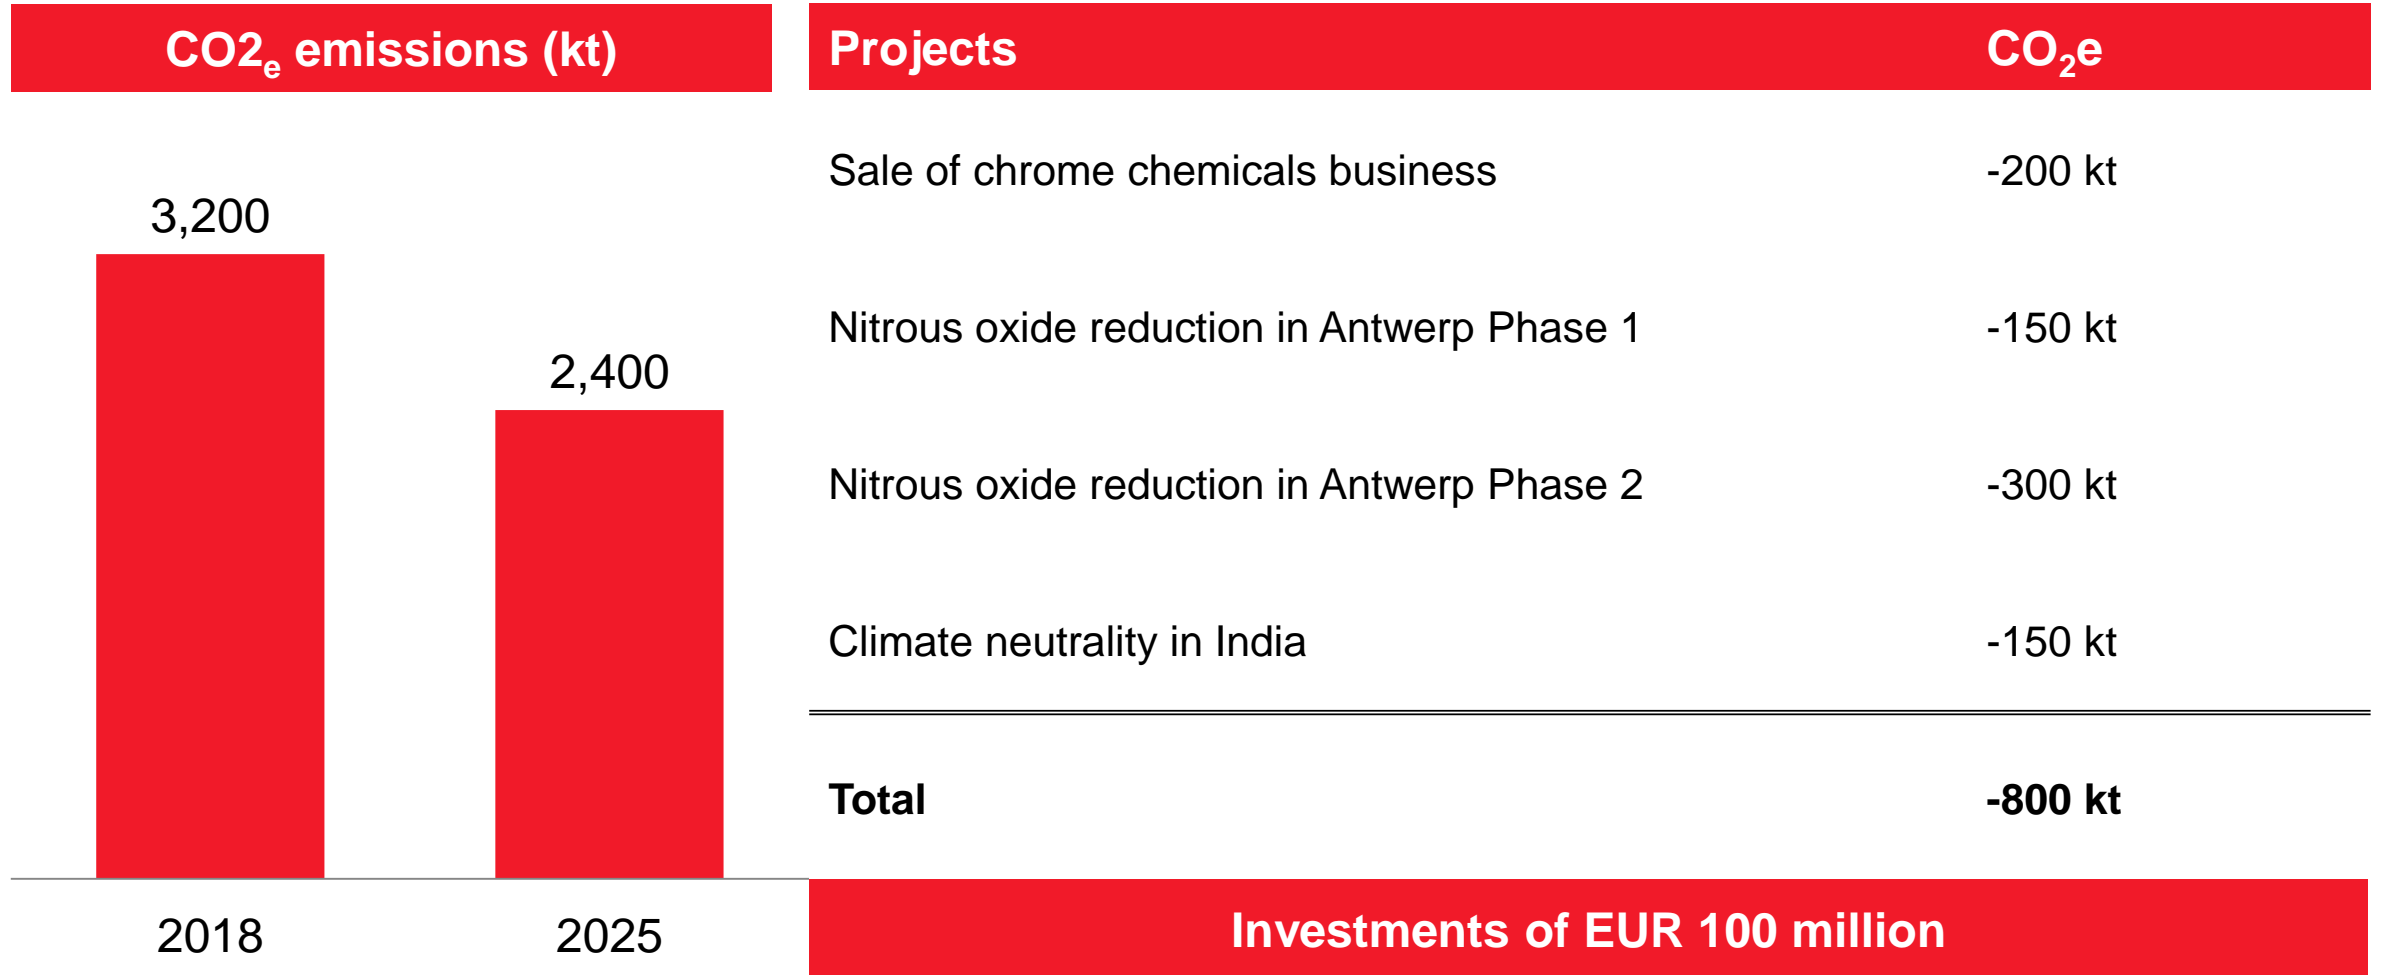 CO2e emissions (kt)
3,200
2,400
2018
2025
Projects CO2e
Sale of chrome chemicals business -200 kt
Nitrous oxide reduction in Antwerp Phase 1 -150 kt
Nitrous oxide reduction in Antwerp Phase 2 -300 kt
Climate neutrality in India -150 kt
Total -800 kt
Investments of EUR 100 million